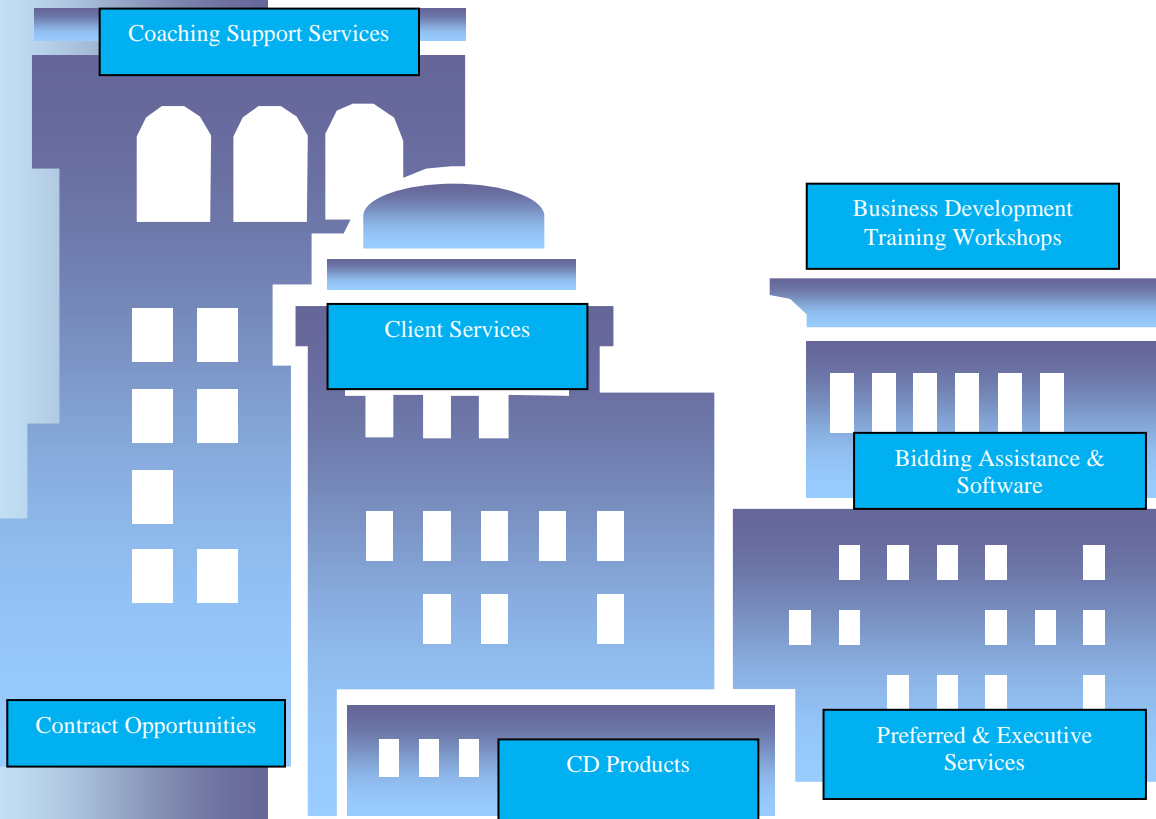 Coaching Support Services
Business Development
Training Workshops
Client Services
Bidding Assistance &
Software
Contract Opportunities
Preferred & Executive
Services
CD Products